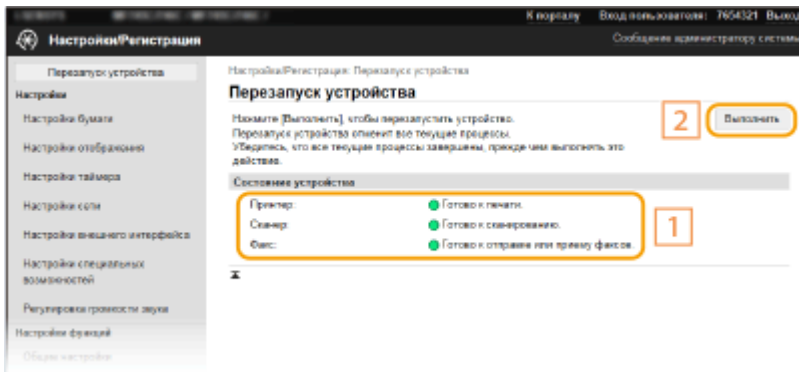 К порталу Вход пользователя: 7654321 Выход
Настройки/Регистрация
Сообщение администратору системы
Перезапуск устройства
Настройки
Настройки бумаги
Настройки отображения
Настройки таймера
Настройки сети
Настройки внешнего интерфейса
Настройки специальных
возможностей
Регулировка громкости звука
Настройки функций
Общие настройки
Настройки/Регистрация: Перезапуск устройства
Перезапуск устройства
Нажмите [Выполнить], чтобы перезапустить устройство.
Перезапуск устройства отменит все текущие процессы.
Убедитесь, что все текущие процессы завершены, прежде чем выполнять это
действие.
2
Выполнить
Состояние устройства
Принтер: Готово к печати.
Сканер: Готово к сканированию.
Факс: Готово к отправке или приему факсов.
1